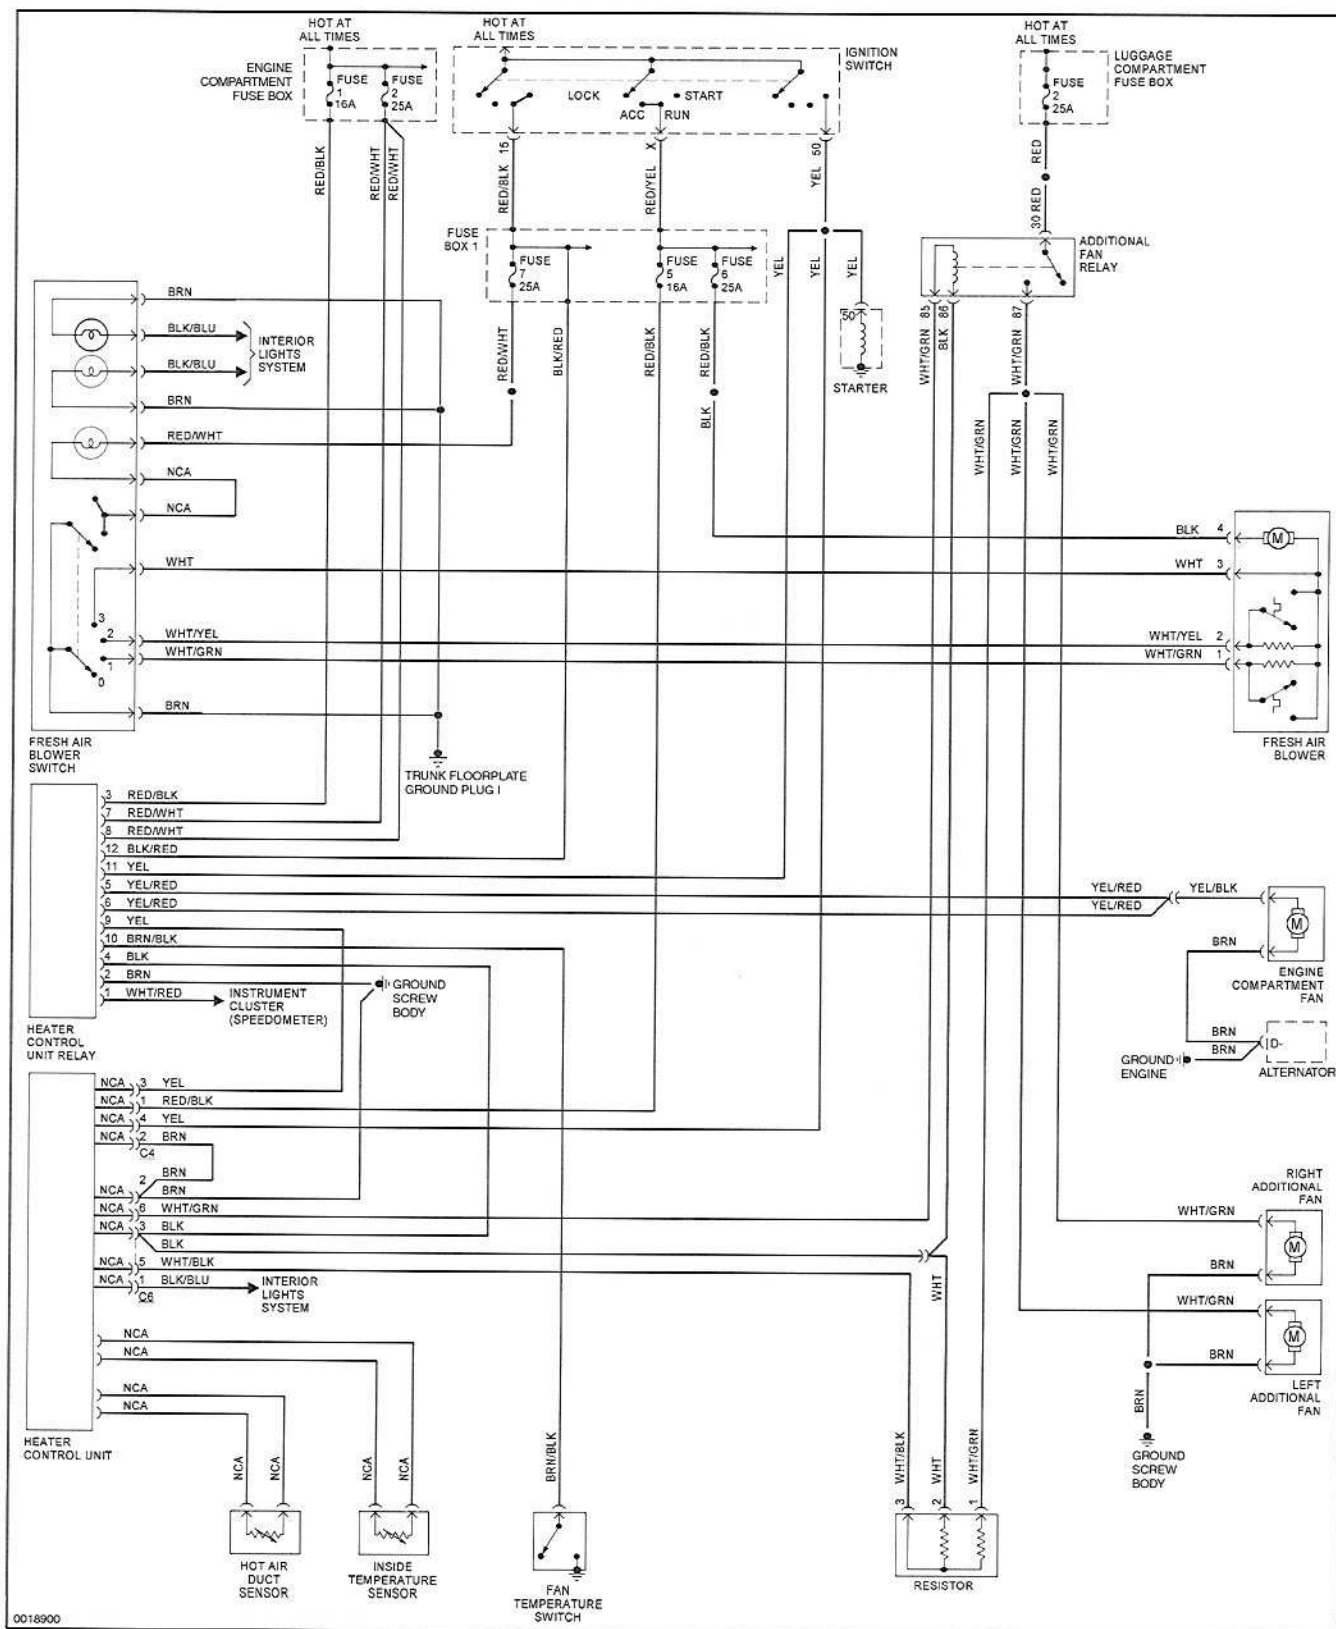 HOT AT
ALL TIMES
ENGINE
COMPARTMENT
FUSE BOX
FUSE
1
16A
FUSE
2
25A
HOT AT
ALL TIMES
IGNITION
SWITCH
LOCK
START
ACC
RUN
HOT AT
ALL TIMES
LUGGAGE
COMPARTMENT
FUSE BOX
FUSE
2
25A
RED/BLK
RED/WHT
RED/WHT
15
RED/BLK
X
RED/YEL
50
YEL
RED
30 RED
FUSE
BOX 1
FUSE
7
25A
FUSE
5
16A
FUSE
6
25A
YEL
YEL
YEL
ADDITIONAL
FAN
RELAY
50
STARTER
RED/WHT
BLK/RED
RED/BLK
RED/BLK
BLK
WHT/GRN 85
BLK 86
WHT/GRN 87
WHT/GRN
WHT/GRN
WHT/GRN
BRN
BLK/BLU
BLK/BLU
INTERIOR
LIGHTS
SYSTEM
BRN
RED/WHT
NCA
NCA
WHT
3
2
WHT/YEL
1
WHT/GRN
0
BRN
FRESH AIR
BLOWER
SWITCH
TRUNK FLOORPLATE
GROUND PLUG I
BLK 4
M
WHT 3
WHT/YEL 2
WHT/GRN 1
FRESH AIR
BLOWER
3 RED/BLK
7 RED/WHT
8 RED/WHT
12 BLK/RED
11 YEL
5 YEL/RED
6 YEL/RED
9 YEL
10 BRN/BLK
4 BLK
2 BRN
1 WHT/RED
HEATER
CONTROL
UNIT RELAY
INSTRUMENT
CLUSTER
(SPEEDOMETER)
GROUND
SCREW
BODY
YEL/RED
YEL/RED
YEL/BLK
M
BRN
ENGINE
COMPARTMENT
FAN
BRN
BRN
D-
GROUND
ENGINE
ALTERNATOR
NCA 3 YEL
NCA 1 RED/BLK
NCA 4 YEL
NCA 2 BRN
C4
2 BRN
NCA BRN
NCA 6 WHT/GRN
NCA 3 BLK
BLK
NCA 5 WHT/BLK
NCA 1 BLK/BLU
C6
INTERIOR
LIGHTS
SYSTEM
NCA
NCA
NCA
NCA
HEATER
CONTROL UNIT
WHT
RIGHT
ADDITIONAL
FAN
WHT/GRN
M
BRN
WHT/GRN
M
BRN
LEFT
ADDITIONAL
FAN
BRN
GROUND
SCREW
BODY
NCA
NCA
NCA
NCA
BRN/BLK
3 WHT/BLK
2 WHT
1 WHT/GRN
HOT AIR
DUCT
SENSOR
INSIDE
TEMPERATURE
SENSOR
FAN
TEMPERATURE
SWITCH
RESISTOR
0018900